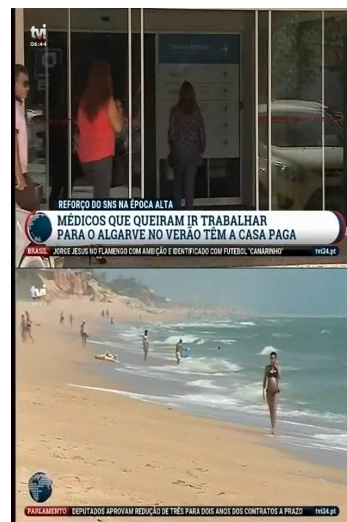 tvi
06:44
REFORÇO DO SNS NA ÉPOCA ALTA
MÉDICOS QUE QUEIRAM IR TRABALHAR
PARA O ALGARVE NO VERÃO TÊM A CASA PAGA
BRASIL JORGE JESUS NO FLAMENGO COM AMBIÇÃO E IDENTIFICADO COM FUTEBOL "CANARINHO" tvi24.pt
tvi
PARLAMENTO DEPUTADOS APROVAM REDUÇÃO DE TRÊS PARA DOIS ANOS DOS CONTRATOS A PRAZO tvi24.pt